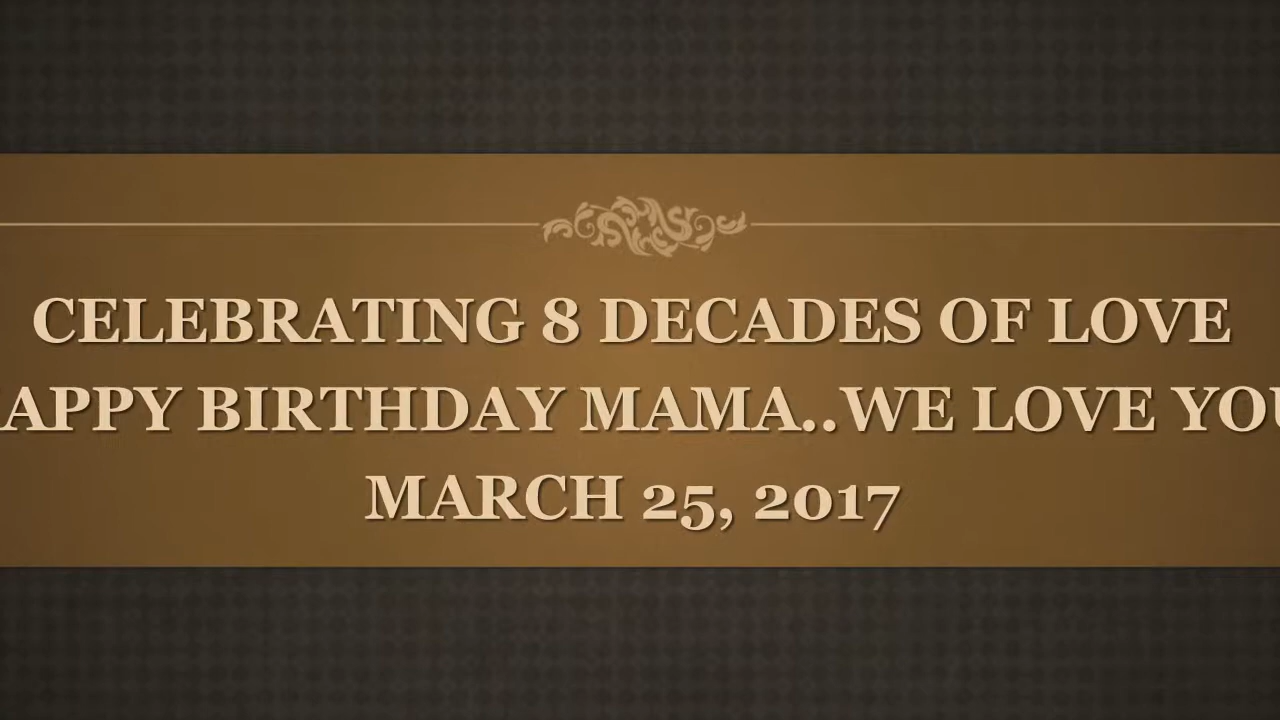 CELEBRATING 8 DECADES OF LOVE
APPY BIRTHDAY MAMA..WE LOVE YOU
MARCH 25, 2017